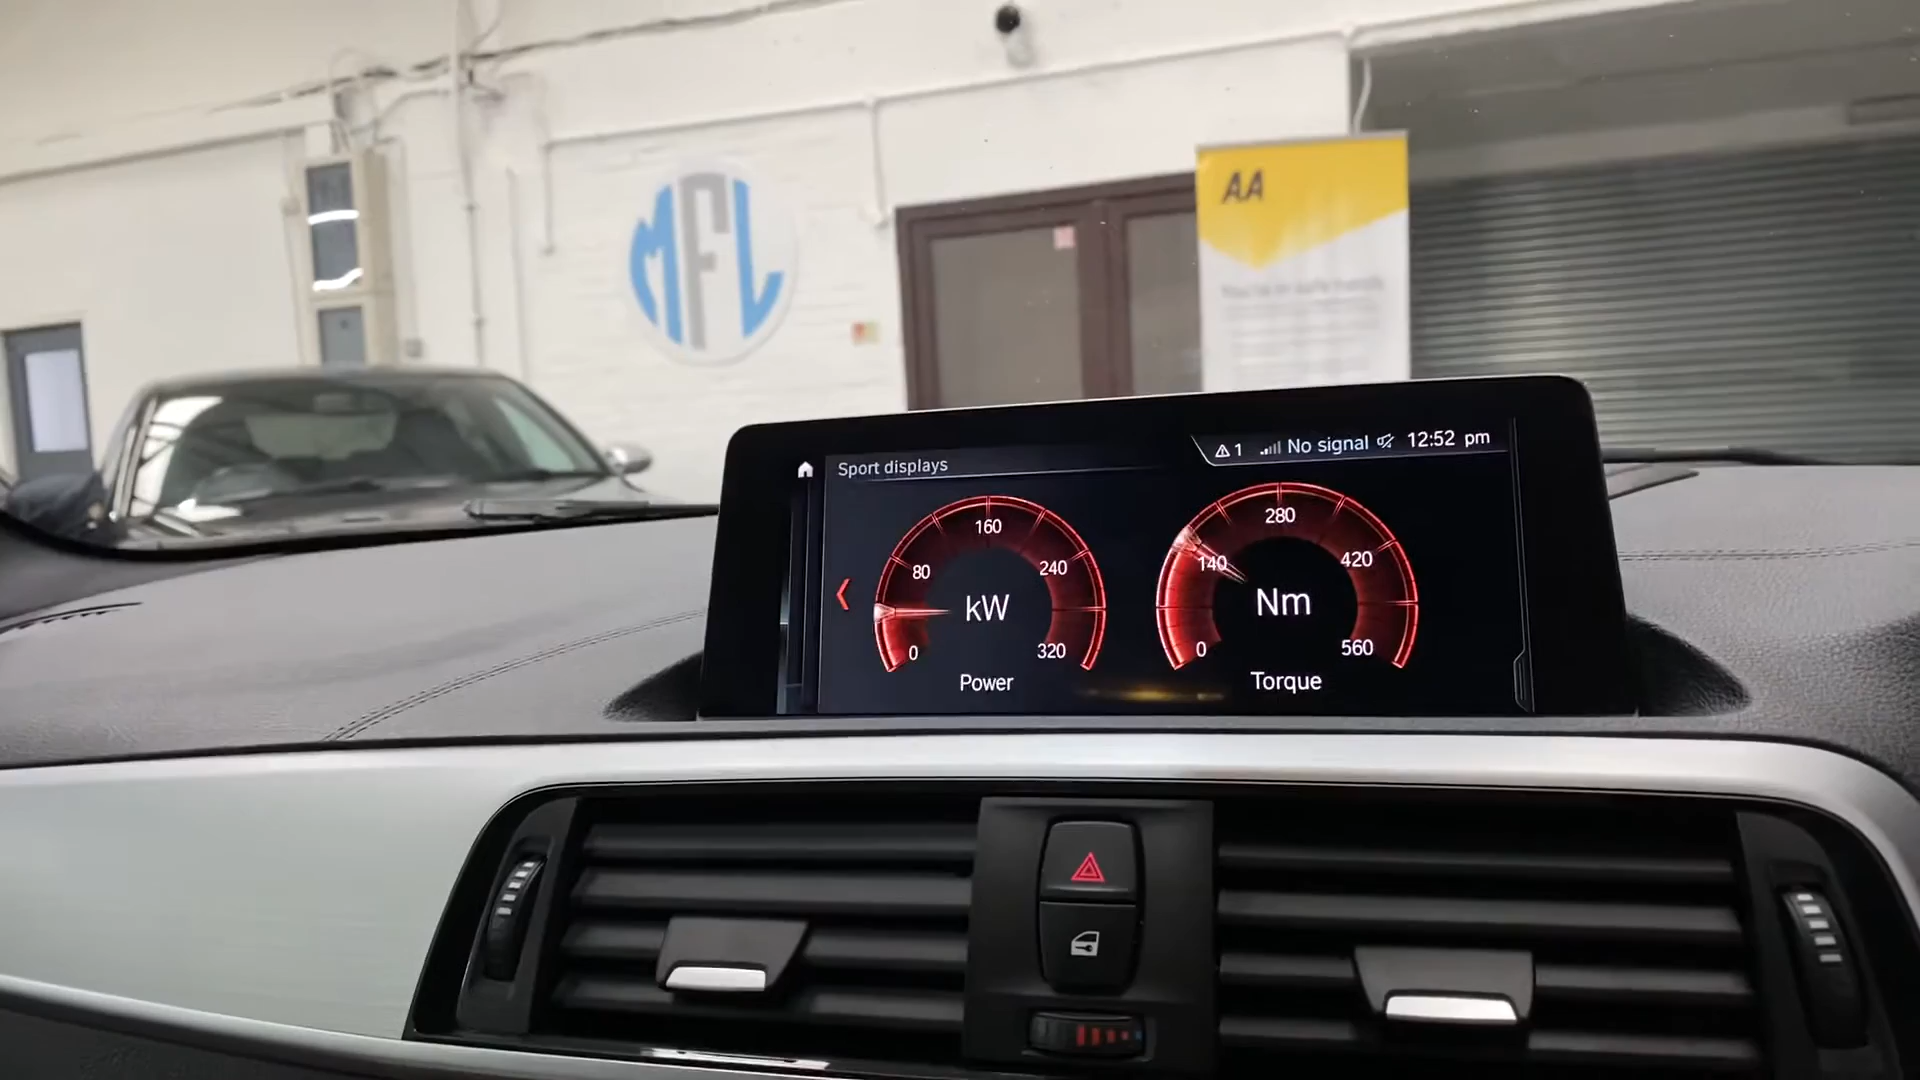 MFL
AA
Sport displays
1 No signal 12:52 pm
160
80
240
kW
0
320
Power
280
140
420
Nm
0
560
Torque